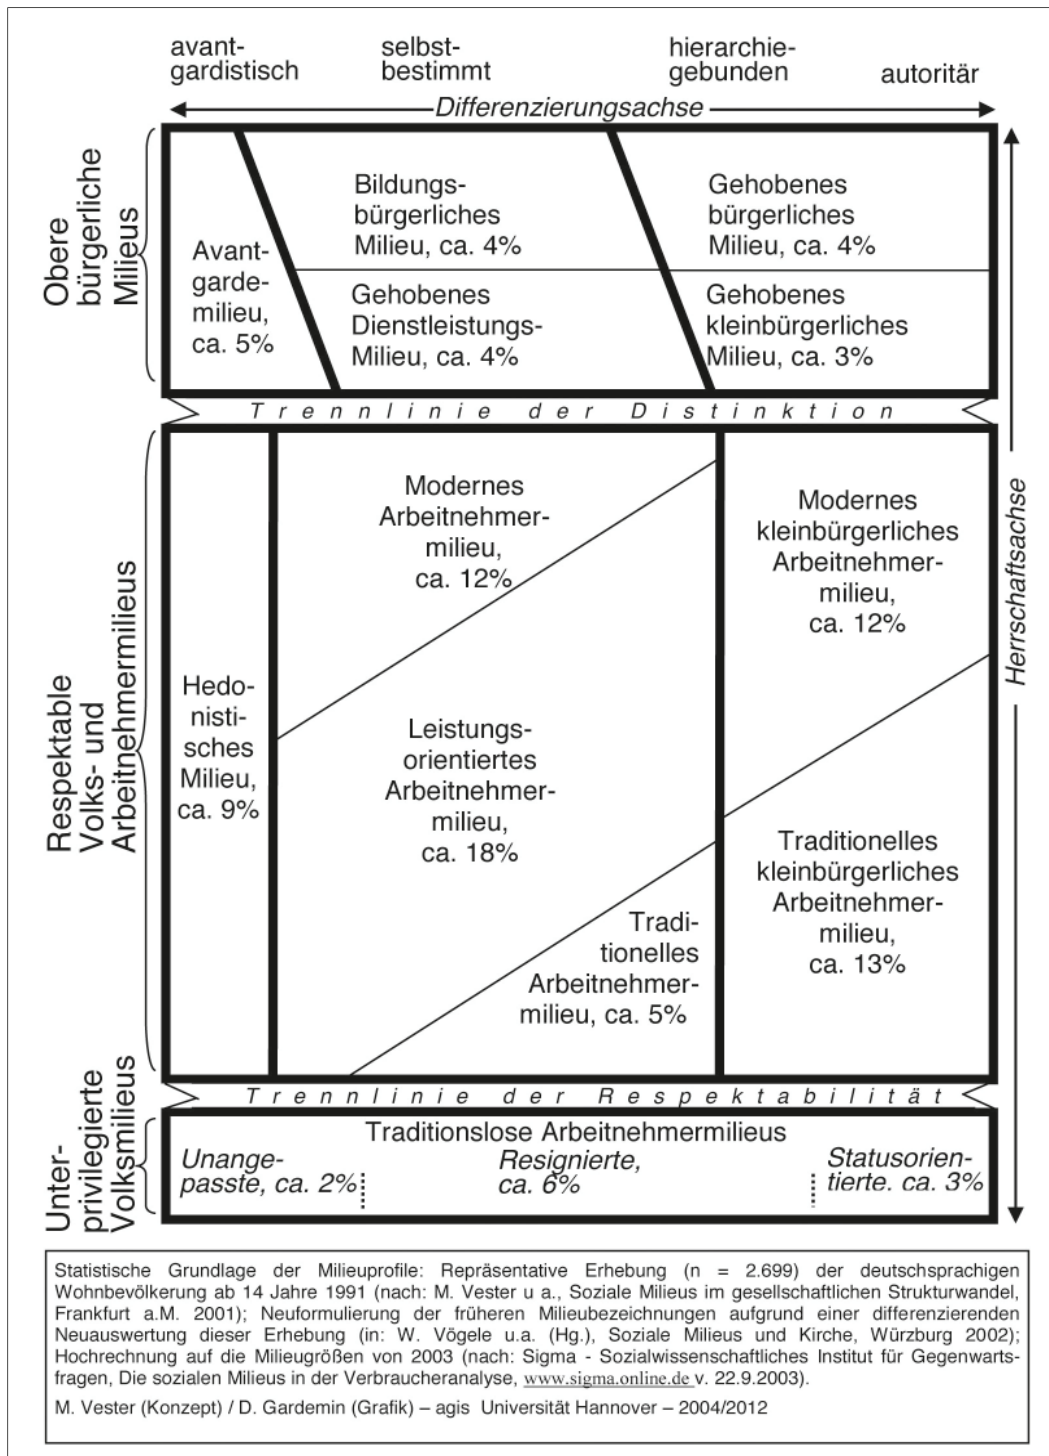 avant-
gardistisch
selbst-
bestimmt
hierarchie-
gebunden
autoritär
Differenzierungsachse
Obere
bürgerliche
Milieus
Avant-
garde-
milieu,
ca. 5%
Bildungs-
bürgerliches
Milieu, ca. 4%
Gehobenes
bürgerliches
Milieu, ca. 4%
Gehobenes
Dienstleistungs-
Milieu, ca. 4%
Gehobenes
kleinbürgerliches
Milieu, ca. 3%
Trennlinie der Distinktion
Herrschaftsachse
Respektable
Volks- und
Arbeitnehmermilieus
Hedo-
nisti-
sches
Milieu,
ca. 9%
Modernes
Arbeitnehmer-
milieu,
ca. 12%
Modernes
kleinbürgerliches
Arbeitnehmer-
milieu,
ca. 12%
Leistungs-
orientiertes
Arbeitnehmer-
milieu,
ca. 18%
Traditionelles
kleinbürgerliches
Arbeitnehmer-
milieu,
ca. 13%
Tradi-
tionelles
Arbeitnehmer-
milieu, ca. 5%
Trennlinie der Respektabilität
Unter-
privilegierte
Volksmilieus
Traditionslose Arbeitnehmermilieus
Unange-
passte, ca. 2%
Resignierte,
ca. 6%
Statusorien-
tierte. ca. 3%
Statistische Grundlage der Milieuprofile: Repräsentative Erhebung (n = 2.699) der deutschsprachigen
Wohnbevölkerung ab 14 Jahre 1991 (nach: M. Vester u a., Soziale Milieus im gesellschaftlichen Strukturwandel,
Frankfurt a.M. 2001); Neuformulierung der früheren Milieubezeichnungen aufgrund einer differenzierenden
Neuauswertung dieser Erhebung (in: W. Vögele u.a. (Hg.), Soziale Milieus und Kirche, Würzburg 2002);
Hochrechnung auf die Milieugrößen von 2003 (nach: Sigma - Sozialwissenschaftliches Institut für Gegenwarts-
fragen, Die sozialen Milieus in der Verbraucheranalyse, www.sigma.online.de v. 22.9.2003).
M. Vester (Konzept) / D. Gardemin (Grafik) – agis Universität Hannover – 2004/2012